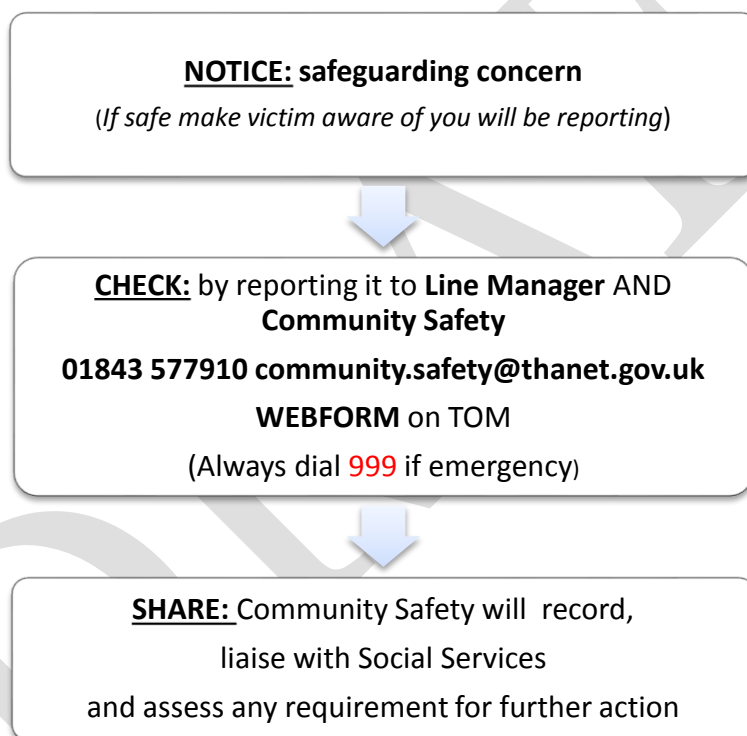 NOTICE: safeguarding concern
(If safe make victim aware of you will be reporting)
CHECK: by reporting it to Line Manager AND
Community Safety
01843 577910 community.safety@thanet.gov.uk
WEBFORM on TOM
(Always dial 999 if emergency)
SHARE: Community Safety will record,
liaise with Social Services
and assess any requirement for further action